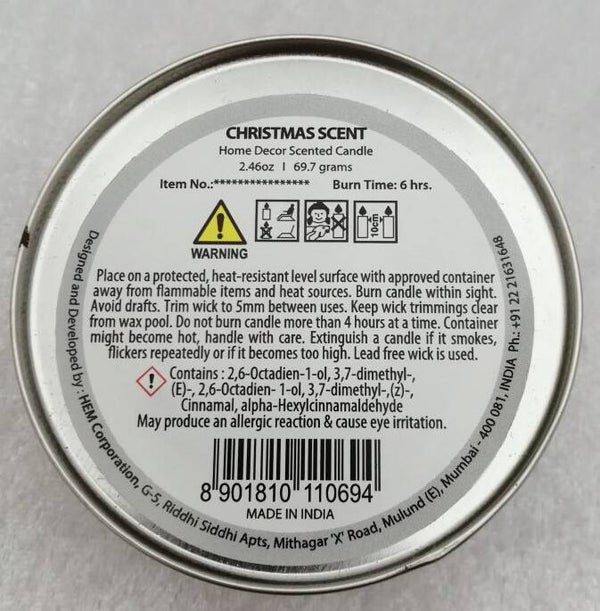 CHRISTMAS SCENT
Home Decor Scented Candle
2.46oz | 69.7 grams
Item No.:**************** Burn Time: 6 hrs.
10cm
WARNING
Place on a protected, heat-resistant level surface with approved container
away from flammable items and heat sources. Burn candle within sight.
Avoid drafts. Trim wick to 5mm between uses. Keep wick trimmings clear
from wax pool. Do not burn candle more than 4 hours at a time. Container
might become hot, handle with care. Extinguish a candle if it smokes,
flickers repeatedly or if it becomes too high. Lead free wick is used.
Contains : 2,6-Octadien-1-ol, 3,7-dimethyl-,
(E)-, 2,6-Octadien- 1-ol, 3,7-dimethyl-,(z)-,
Cinnamal, alpha-Hexylcinnamaldehyde
May produce an allergic reaction & cause eye irritation.
8 901810 110694
MADE IN INDIA
Designed and Developed by : HEM Corporation, G-5, Riddhi Siddhi Apts, Mithagar 'X' Road, Mulund (E), Mumbai - 400 081, INDIA Ph.: +91 22 21631648